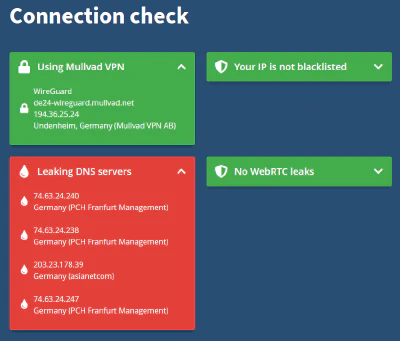 Connection check
Using Mullvad VPN
WireGuard
de24-wireguard.mullvad.net
194.36.25.24
Undenheim, Germany (Mullvad VPN AB)
Your IP is not blacklisted
Leaking DNS servers
74.63.24.240
Germany (PCH Franfurt Management)
74.63.24.238
Germany (PCH Franfurt Management)
203.23.178.39
Germany (asianetcom)
74.63.24.247
Germany (PCH Franfurt Management)
No WebRTC leaks